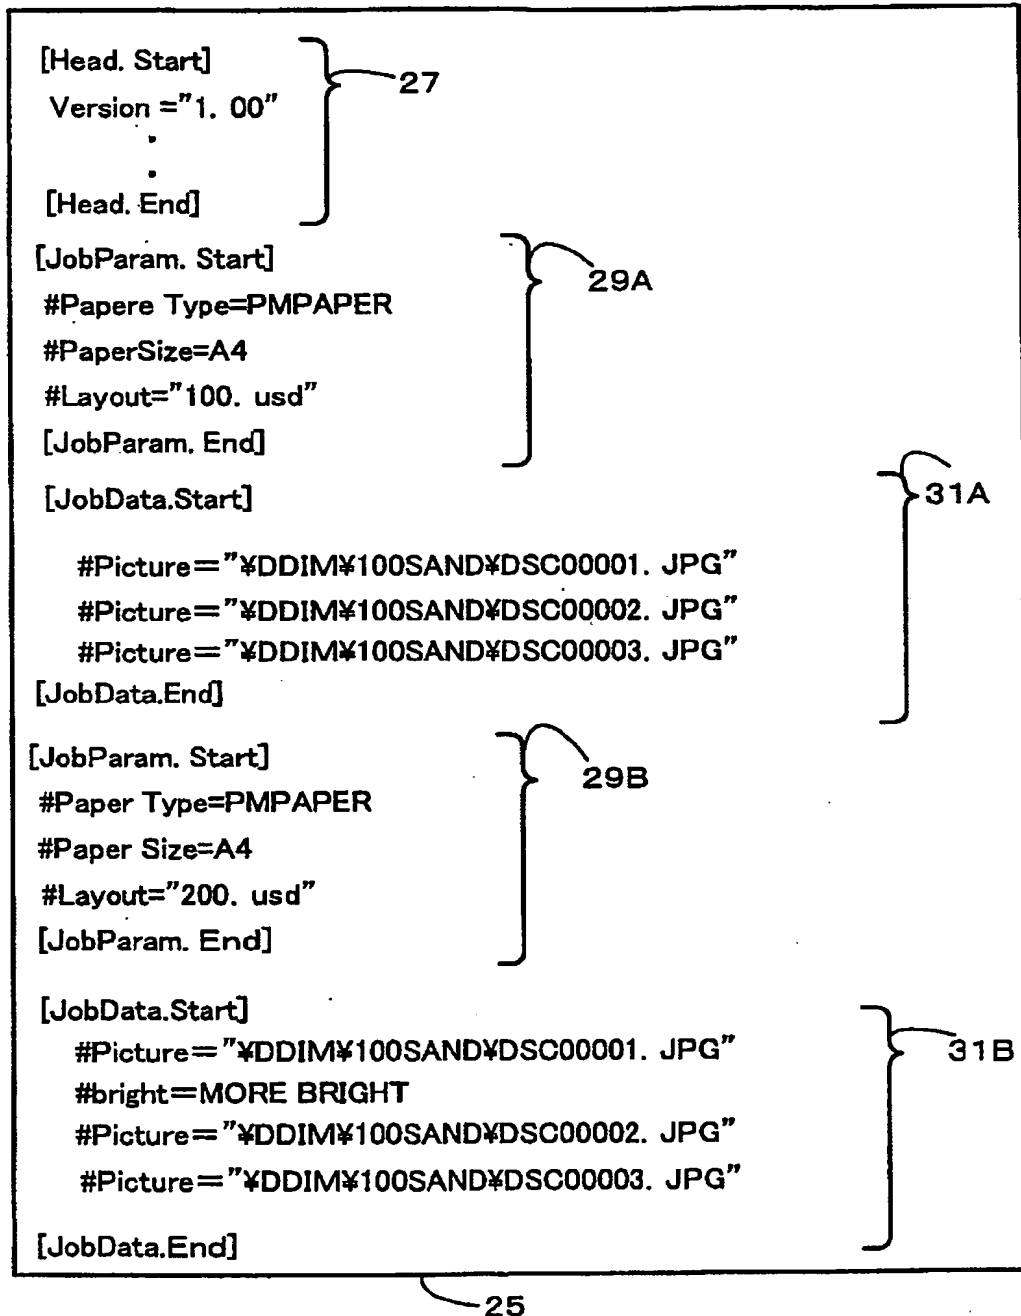 [Head. Start]
27
Version ="1. 00"
[Head. End]
[JobParam. Start]
29A
#Papere Type=PMPAPER
#PaperSize=A4
#Layout="100. usd"
[JobParam. End]
[JobData.Start]
31A
#Picture="¥DDIM¥100SAND¥DSC00001. JPG"
#Picture="¥DDIM¥100SAND¥DSC00002. JPG"
#Picture="¥DDIM¥100SAND¥DSC00003. JPG"
[JobData.End]
[JobParam. Start]
29B
#Paper Type=PMPAPER
#Paper Size=A4
#Layout="200. usd"
[JobParam. End]
[JobData.Start]
#Picture="¥DDIM¥100SAND¥DSC00001. JPG"
31B
#bright=MORE BRIGHT
#Picture="¥DDIM¥100SAND¥DSC00002. JPG"
#Picture="¥DDIM¥100SAND¥DSC00003. JPG"
[JobData.End]
25